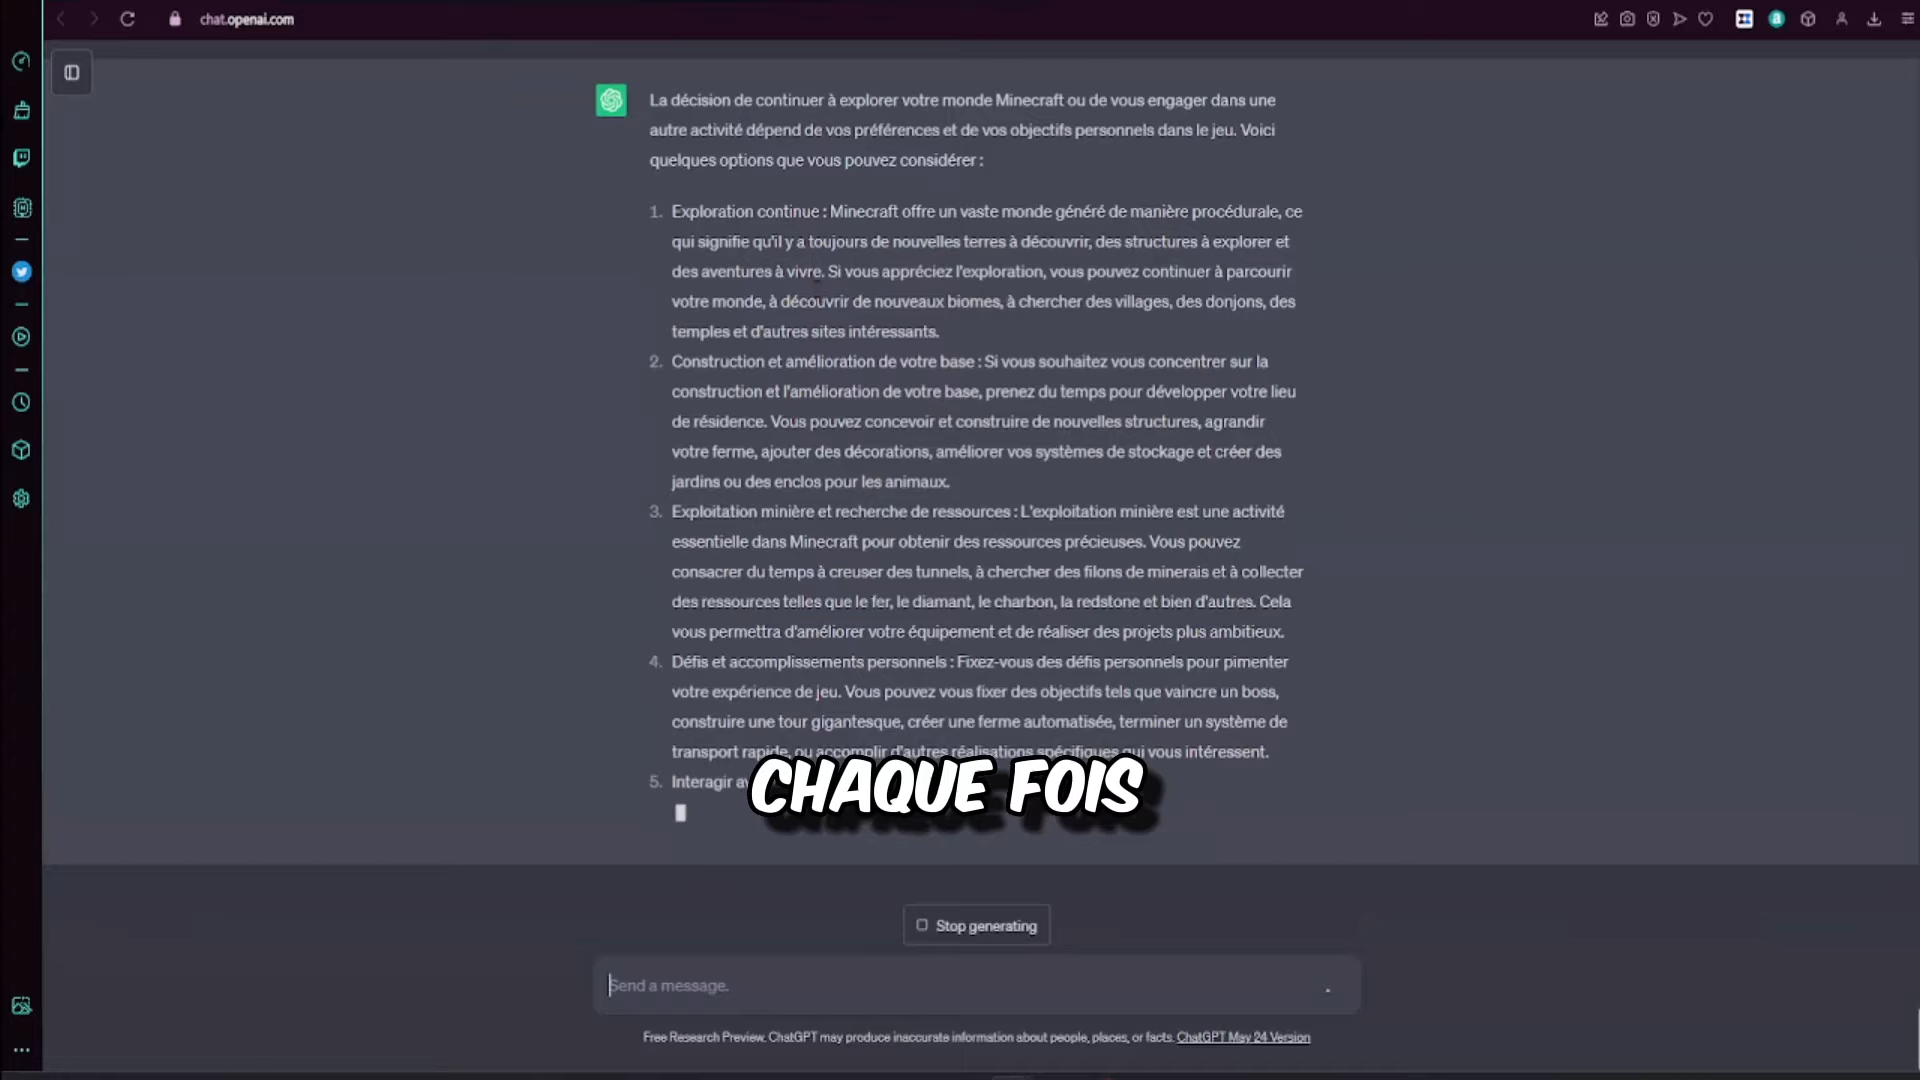 chat.openai.com
La décision de continuer à explorer votre monde Minecraft ou de vous engager dans une
autre activité dépend de vos préférences et de vos objectifs personnels dans le jeu. Voici
quelques options que vous pouvez considérer :
1. Exploration continue : Minecraft offre un vaste monde généré de manière procédurale, ce
qui signifie qu'il y a toujours de nouvelles terres à découvrir, des structures à explorer et
des aventures à vivre. Si vous appréciez l'exploration, vous pouvez continuer à parcourir
votre monde, à découvrir de nouveaux biomes, à chercher des villages, des donjons, des
temples et d'autres sites intéressants.
2. Construction et amélioration de votre base : Si vous souhaitez vous concentrer sur la
construction et l'amélioration de votre base, prenez du temps pour développer votre lieu
de résidence. Vous pouvez concevoir et construire de nouvelles structures, agrandir
votre ferme, ajouter des décorations, améliorer vos systèmes de stockage et créer des
jardins ou des enclos pour les animaux.
3. Exploitation minière et recherche de ressources : L'exploitation minière est une activité
essentielle dans Minecraft pour obtenir des ressources précieuses. Vous pouvez
consacrer du temps à creuser des tunnels, à chercher des filons de minerais et à collecter
des ressources telles que le fer, le diamant, le charbon, la redstone et bien d'autres. Cela
vous permettra d'améliorer votre équipement et de réaliser des projets plus ambitieux.
4. Défis et accomplissements personnels : Fixez-vous des défis personnels pour pimenter
votre expérience de jeu. Vous pouvez vous fixer des objectifs tels que vaincre un boss,
construire une tour gigantesque, créer une ferme automatisée, terminer un système de
transport rapide, ou accomplir d'autres réalisations spécifiques qui vous intéressent.
5. Interagir
CHAQUE FOIS
Stop generating
Send a message.
Free Research Preview. ChatGPT may produce inaccurate information about people, places, or facts. ChatGPT May 24 Version